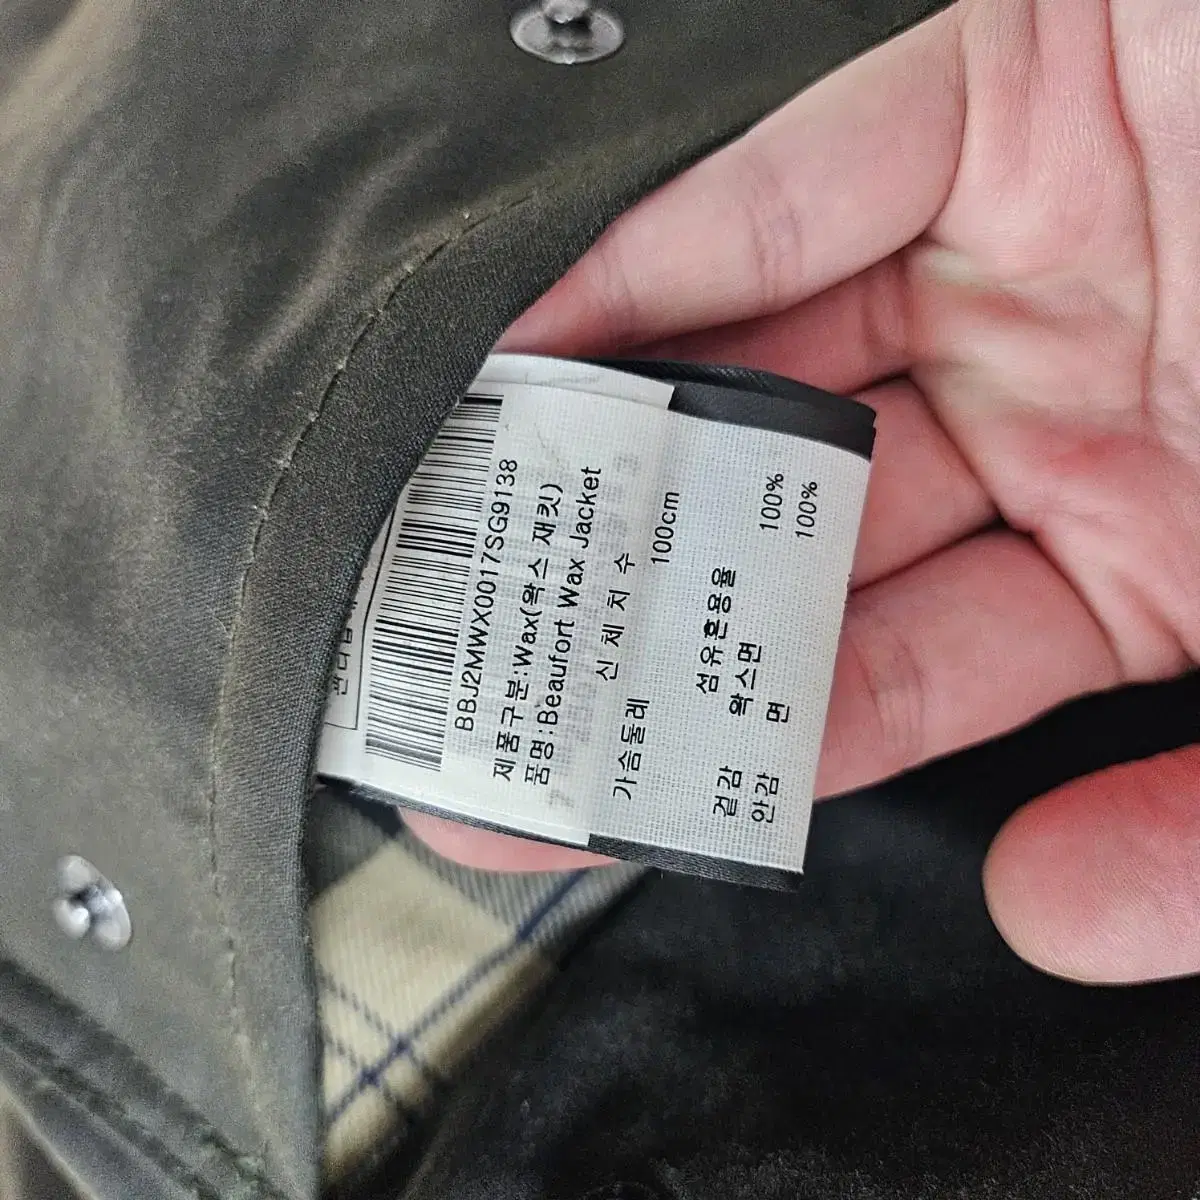 BBJ2MWX0017SG9138
제품구분:Wax(왁스 재킷)
품명:Beaufort Wax Jacket
신 체 치 수
가슴둘레 100cm
섬유혼용율
겉감 왁스면 100%
안감 면 100%